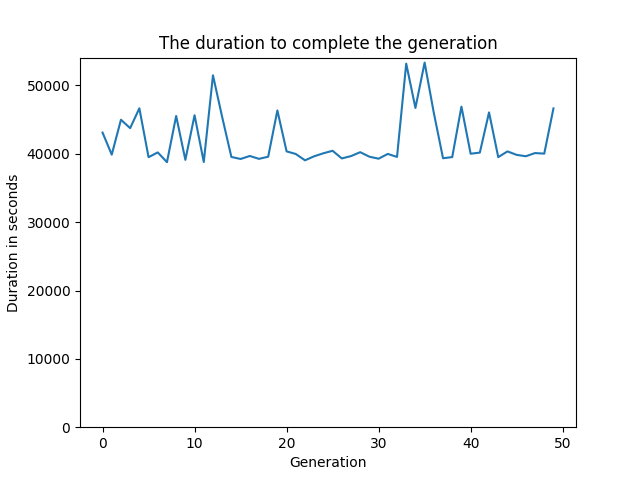 The duration to complete the generation
50000
40000
30000
20000
10000
0
Duration in seconds
0 10 20 30 40 50
Generation